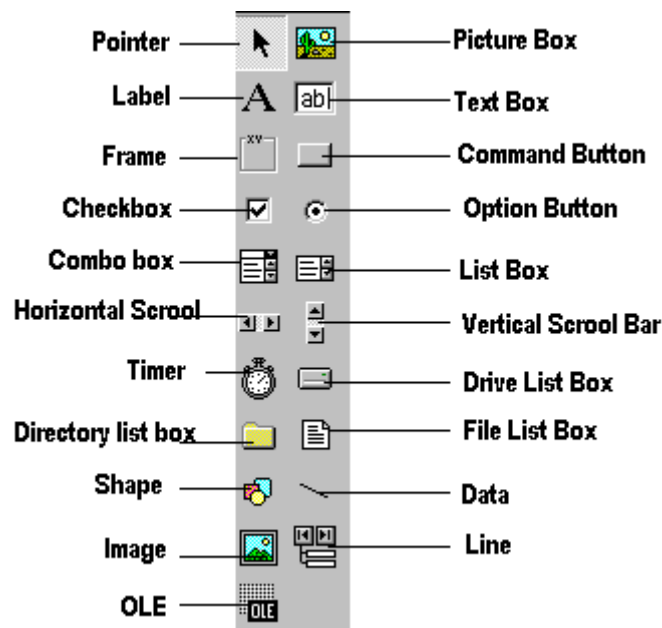 Pointer
Picture Box
Label
A
ab
Text Box
Frame
XY
Command Button
Checkbox
Option Button
Combo box
List Box
Horizontal Scrool
Vertical Scrool Bar
Timer
Drive List Box
Directory list box
File List Box
Shape
Data
Image
Line
OLE
OLE